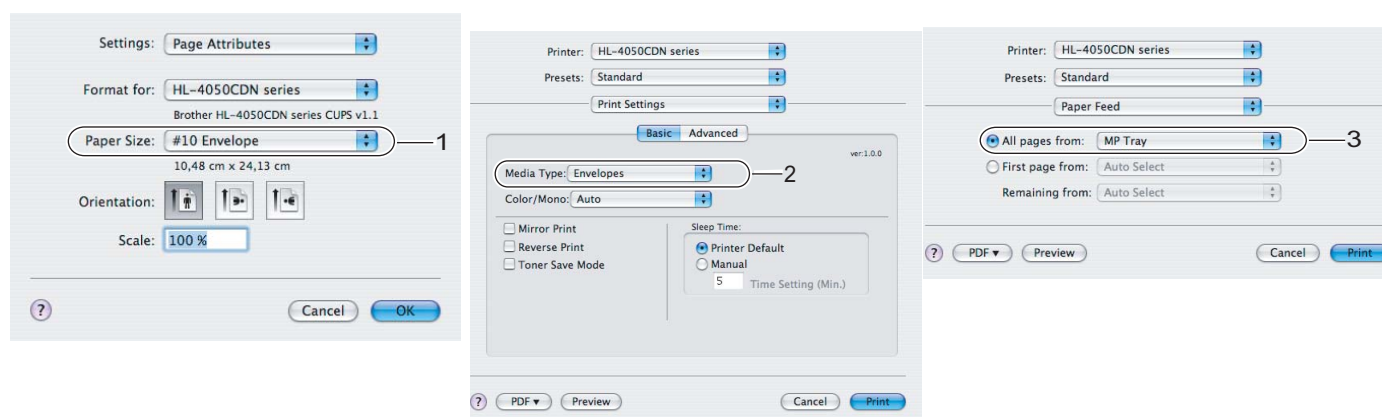 Settings: Page Attributes
Format for: HL-4050CDN series
Brother HL-4050CDN series CUPS v1.1
Paper Size: #10 Envelope 1
10,48 cm x 24,13 cm
Orientation:
Scale: 100 %
? Cancel OK
Printer: HL-4050CDN series
Presets: Standard
Print Settings
Basic Advanced
ver:1.0.0
Media Type: Envelopes 2
Color/Mono: Auto
Mirror Print
Reverse Print
Toner Save Mode
Sleep Time:
Printer Default
Manual
5 Time Setting (Min.)
? PDF ▾ Preview Cancel Print
Printer: HL-4050CDN series
Presets: Standard
Paper Feed
All pages from: MP Tray 3
First page from: Auto Select
Remaining from: Auto Select
? PDF ▾ Preview Cancel Print